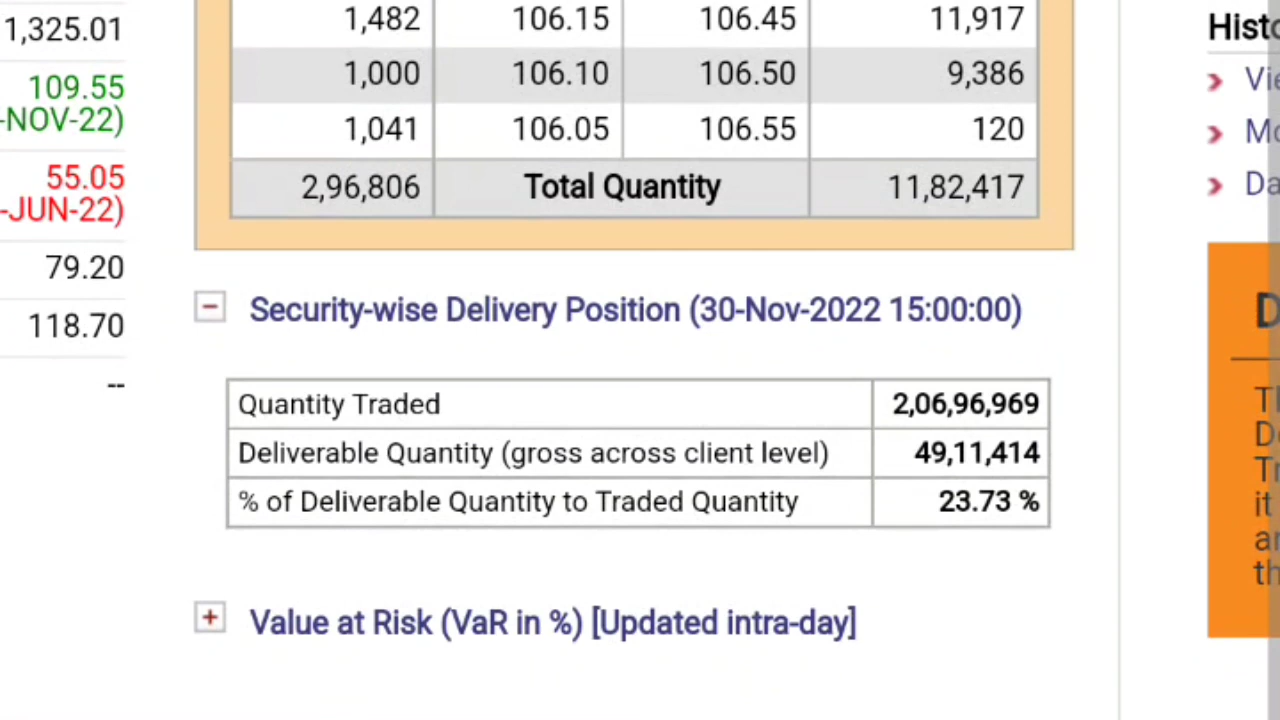 1,325.01
109.55
-NOV-22)
55.05
-JUN-22)
79.20
118.70
--
1,482 106.15 106.45 11,917
1,000 106.10 106.50 9,386
1,041 106.05 106.55 120
2,96,806 Total Quantity 11,82,417
Security-wise Delivery Position (30-Nov-2022 15:00:00)
Quantity Traded 2,06,96,969
Deliverable Quantity (gross across client level) 49,11,414
% of Deliverable Quantity to Traded Quantity 23.73 %
Value at Risk (VaR in %) [Updated intra-day]
it